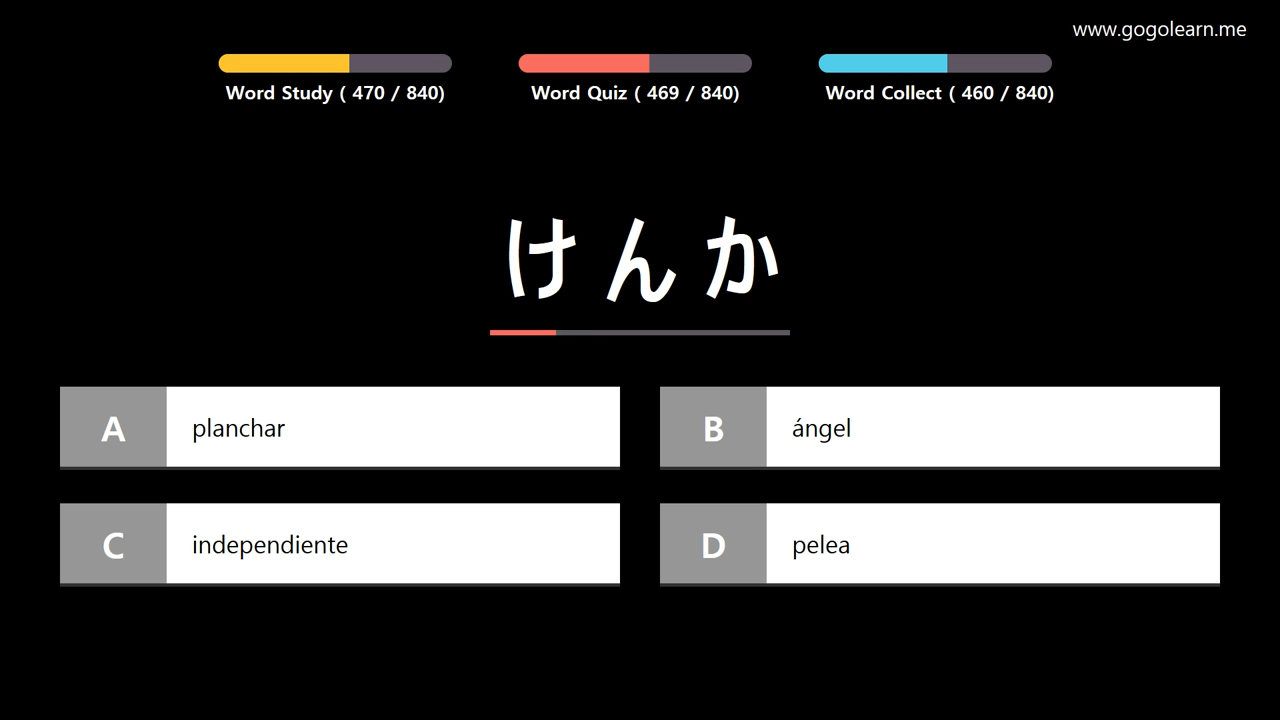 www.gogolearn.me
Word Study ( 470 / 840)
Word Quiz ( 469 / 840)
Word Collect ( 460 / 840)
けんか
A planchar
B ángel
C independiente
D pelea